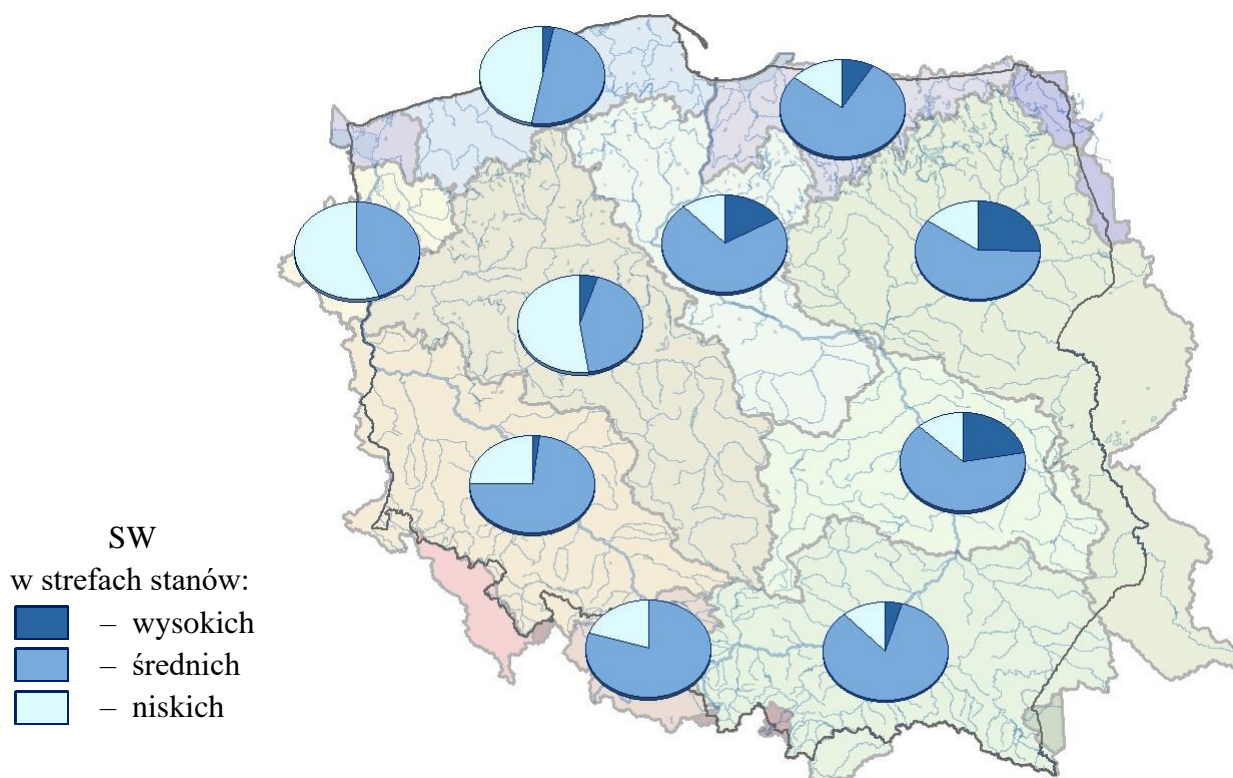 SW
w strefach stanów:
– wysokich
– średnich
– niskich